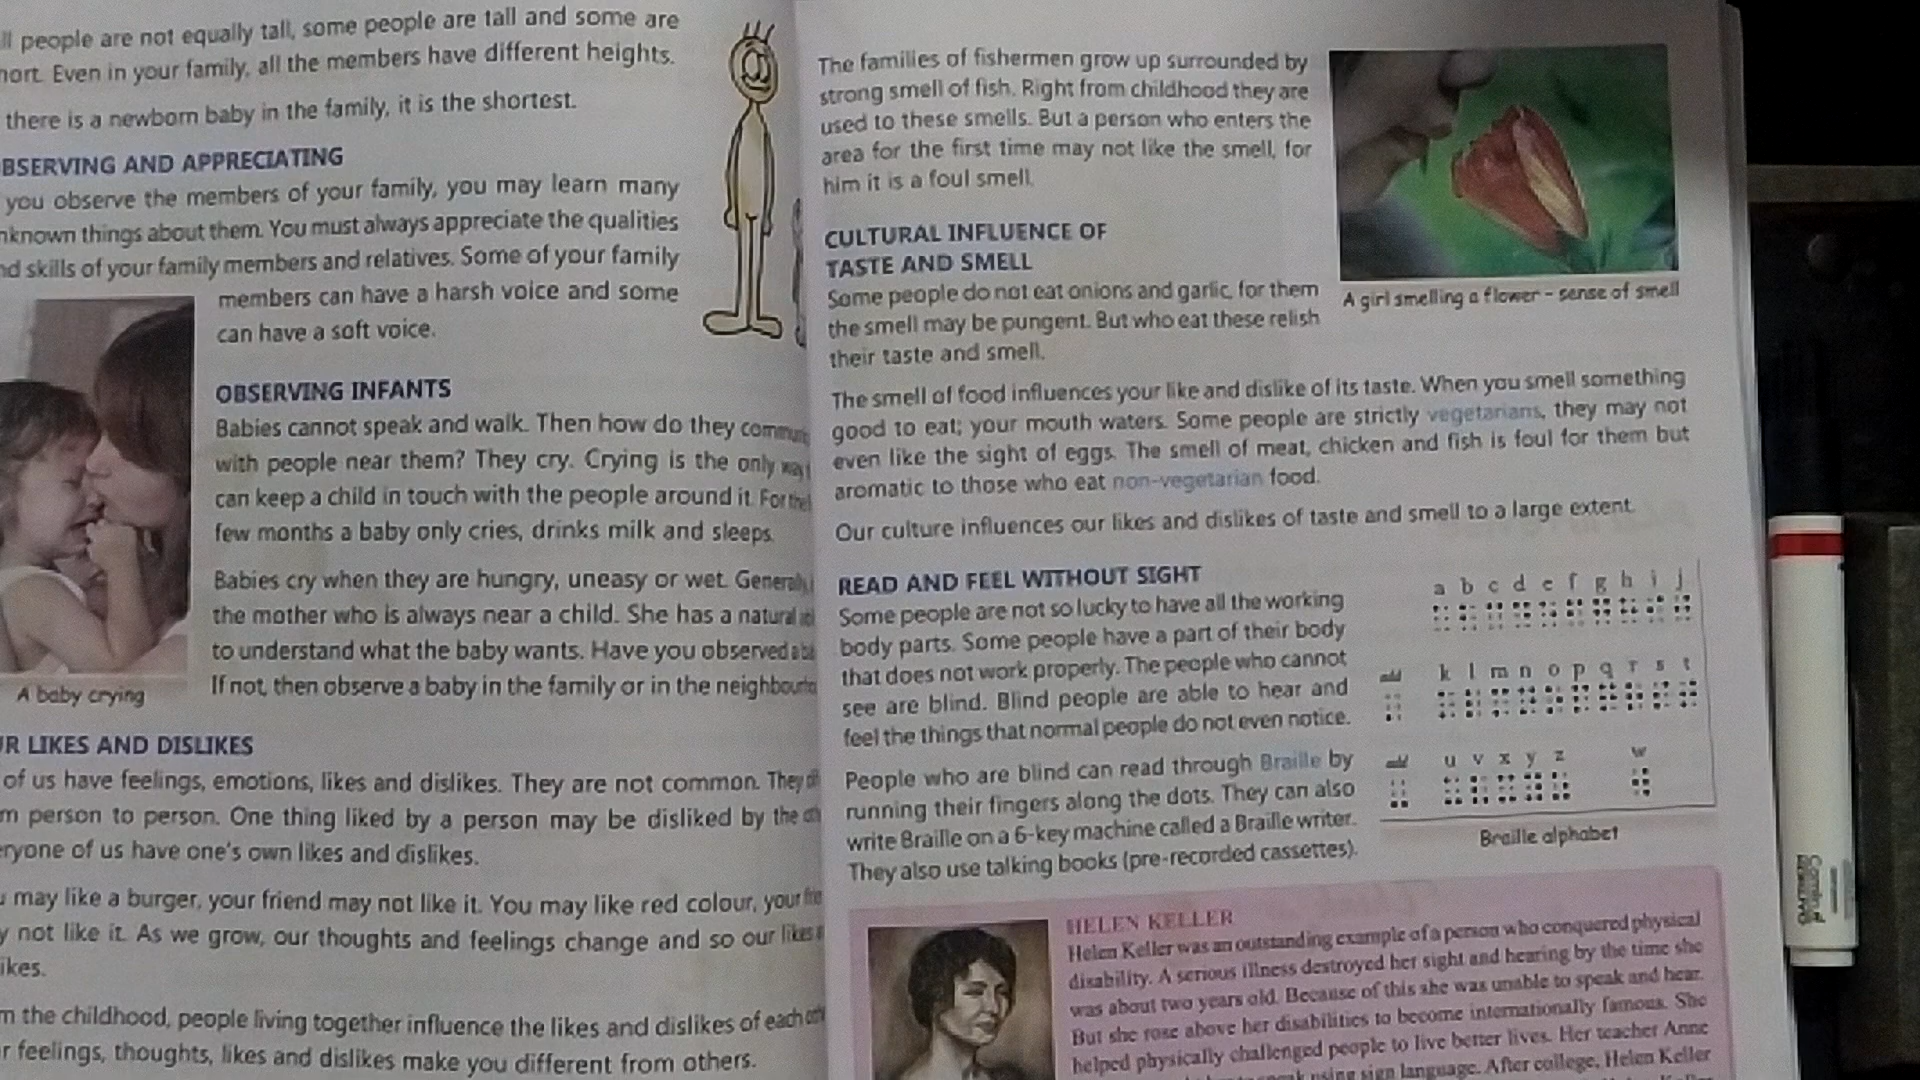 people are not equally tall, some people are tall and some are
Even in your family, all the members have different heights.
there is a newborn baby in the family, it is the shortest.
BSERVING AND APPRECIATING
you observe the members of your family, you may learn many
nknown things about them. You must always appreciate the qualities
nd skills of your family members and relatives. Some of your family
members can have a harsh voice and some
can have a soft voice.
OBSERVING INFANTS
Babies cannot speak and walk. Then how do they
with people near them? They cry. Crying is the only
can keep a child in touch with the people around it. For
few months a baby only cries, drinks milk and sleeps.
Babies cry when they are hungry, uneasy or wet.
the mother who is always near a child. She has a natural
to understand what the baby wants. Have you observed
If not, then observe a baby in the family or in the
A baby crying
R LIKES AND DISLIKES
of us have feelings, emotions, likes and dislikes. They are not common. They
m person to person. One thing liked by a person may be disliked by the
eryone of us have one's own likes and dislikes.
may like a burger, your friend may not like it. You may like red colour, your
y not like it. As we grow, our thoughts and feelings change and so our likes
ikes.
m the childhood, people living together influence the likes and dislikes of each
r feelings, thoughts, likes and dislikes make you different from others.
The families of fishermen grow up surrounded by
strong smell of fish. Right from childhood they are
used to these smells. But a person who enters the
area for the first time may not like the smell, for
him it is a foul smell.
A girl smelling a flower – sense of smell
CULTURAL INFLUENCE OF
TASTE AND SMELL
Some people do not eat onions and garlic, for them
the smell may be pungent. But who eat these relish
their taste and smell.
The smell of food influences your like and dislike of its taste. When you smell something
good to eat; your mouth waters. Some people are strictly vegetarians, they may not
even like the sight of eggs. The smell of meat, chicken and fish is foul for them but
aromatic to those who eat non-vegetarian food.
Our culture influences our likes and dislikes of taste and smell to a large extent.
READ AND FEEL WITHOUT SIGHT
Some people are not so lucky to have all the working
body parts. Some people have a part of their body
that does not work properly. The people who cannot
see are blind. Blind people are able to hear and
feel the things that normal people do not even notice.
People who are blind can read through Braille by
running their fingers along the dots. They can also
write Braille on a 6-key machine called a Braille writer.
They also use talking books (pre-recorded cassettes).
a b c d e f g h i j
add k l m n o p q r s t
add u v x y z w
Braille alphabet
HELEN KELLER
Helen Keller was an outstanding example of a person who conquered physical
disability. A serious illness destroyed her sight and hearing by the time she
was about two years old. Because of this she was unable to speak and hear.
But she rose above her disabilities to become internationally famous. She
helped physically challenged people to live better lives. Her teacher Anne
using sign language. After college, Helen Keller